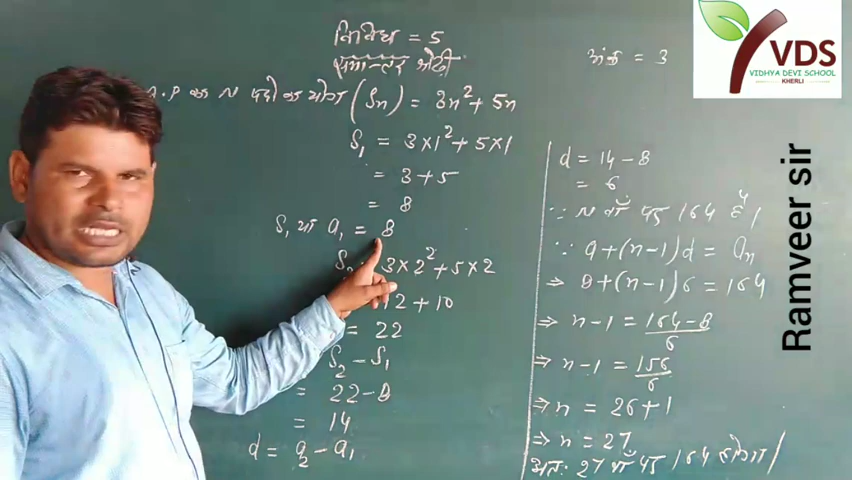 विविध = 5
समान्तर श्रेढ़ी
अंक = 3
VDS
VIDHYA DEVI SCHOOL
KHERLI
Ramveer sir
A.P का n पदों का योग (Sn) = 3n² + 5n
S₁ = 3×1² + 5×1
= 3+5
= 8
S₁ या a₁ = 8
3×2² + 5×2
12 + 10
= 22
S₂ - S₁
= 22-8
= 14
d = a₂ - a₁
d = 14-8
= 6
∵ n वाँ पद 164 है।
∵ a+(n-1)d = an
⇒ 8+(n-1)6 = 164
⇒ n-1 = 164-8/6
⇒ n-1 = 156/6
⇒ n = 26+1
⇒ n = 27
अतः 27 वाँ पद 164 होगा।